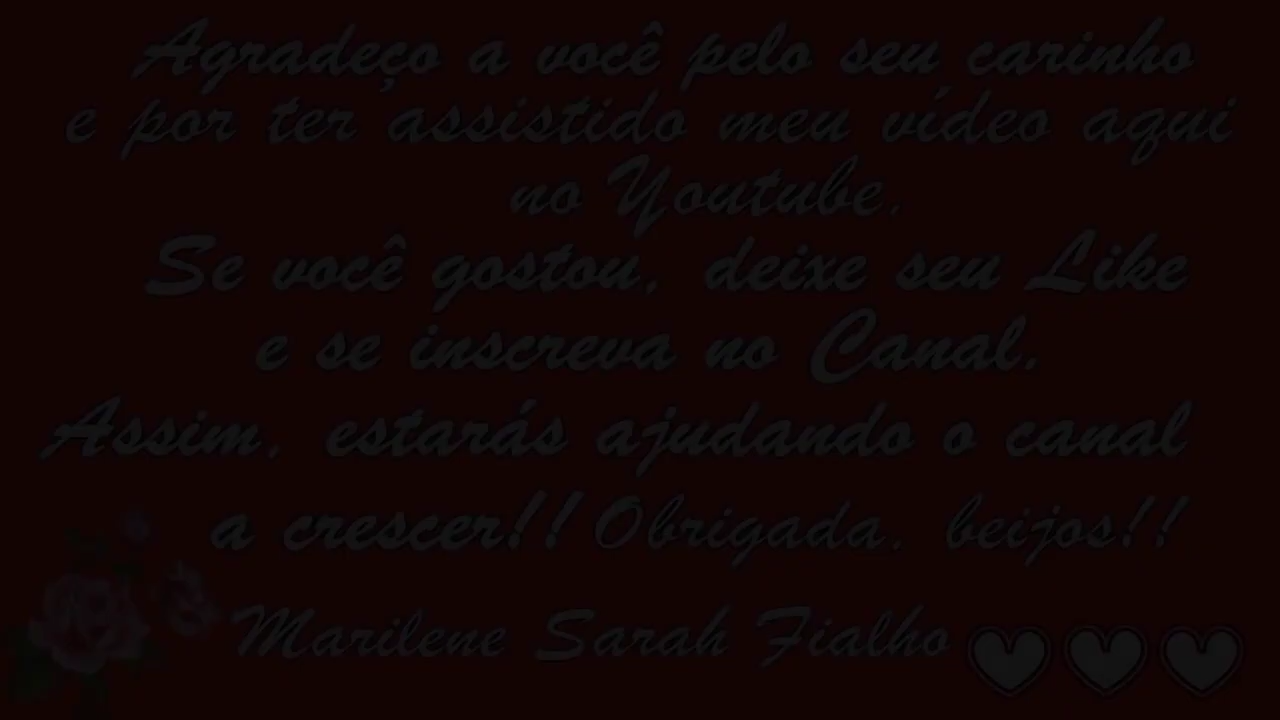 Agradeço a você pelo seu carinho
e por ter assistido meu vídeo aqui
no Youtube.
Se você gostou, deixe seu Like
e se inscreva no Canal.
Assim, estarás ajudando o canal
a crescer!! Obrigada, beijos!!
Marilene Sarah Fialho